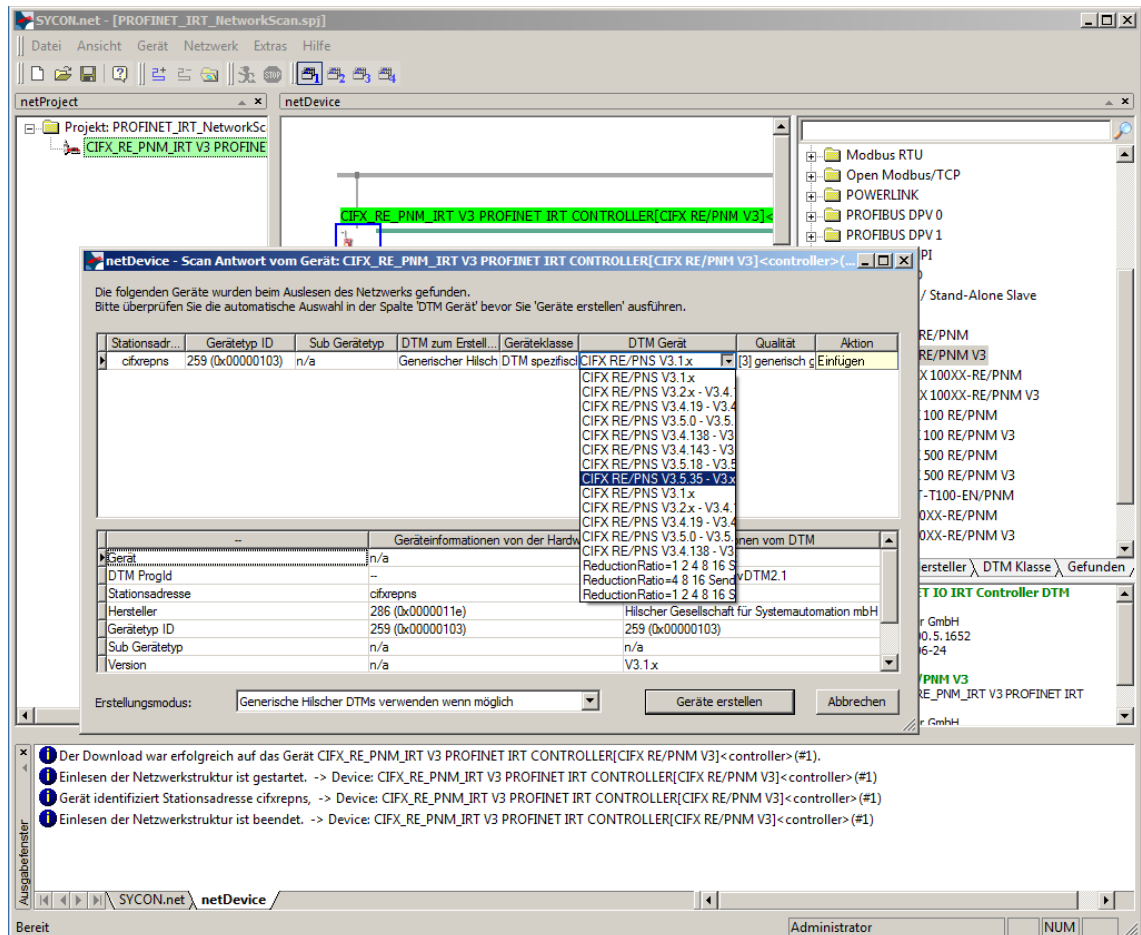 SYCON.net - [PROFINET_IRT_NetworkScan.spj]
Datei Ansicht Gerät Netzwerk Extras Hilfe
netProject
netDevice
Projekt: PROFINET_IRT_NetworkSc
CIFX_RE_PNM_IRT V3 PROFINE
CIFX_RE_PNM_IRT V3 PROFINET IRT CONTROLLER[CIFX RE/PNM V3]<
Modbus RTU
Open Modbus/TCP
POWERLINK
PROFIBUS DPV0
PROFIBUS DPV1
PI
/ Stand-Alone Slave
RE/PNM
RE/PNM V3
X 100XX-RE/PNM
X 100XX-RE/PNM V3
100 RE/PNM
100 RE/PNM V3
500 RE/PNM
500 RE/PNM V3
-T100-EN/PNM
0XX-RE/PNM
0XX-RE/PNM V3
ersteller DTM Klasse Gefunden
T IO IRT Controller DTM
r GmbH
00.5.1652
06-24
/PNM V3
RE_PNM_IRT V3 PROFINET IRT
r GmbH
netDevice - Scan Antwort vom Gerät: CIFX_RE_PNM_IRT V3 PROFINET IRT CONTROLLER[CIFX RE/PNM V3]<controller>(...
Die folgenden Geräte wurden beim Auslesen des Netzwerks gefunden.
Bitte überprüfen Sie die automatische Auswahl in der Spalte 'DTM Gerät' bevor Sie 'Geräte erstellen' ausführen.
Stationsadr... Gerätetyp ID Sub Gerätetyp DTM zum Erstell... Geräteklasse DTM Gerät Qualität Aktion
cifxrepns 259 (0x00000103) n/a Generischer Hilsch DTM spezifiscl CIFX RE/PNS V3.1.x [3] generisch g Einfügen
CIFX RE/PNS V3.1.x
CIFX RE/PNS V3.2.x - V3.4.
CIFX RE/PNS V3.4.19 - V3.4
CIFX RE/PNS V3.5.0 - V3.5.
CIFX RE/PNS V3.4.138 - V3
CIFX RE/PNS V3.4.143 - V3
CIFX RE/PNS V3.5.18 - V3.5
CIFX RE/PNS V3.5.35 - V3.x
CIFX RE/PNS V3.1.x
CIFX RE/PNS V3.2.x - V3.4.
CIFX RE/PNS V3.4.19 - V3.4
CIFX RE/PNS V3.5.0 - V3.5.
CIFX RE/PNS V3.4.138 - V3
ReductionRatio=1 2 4 8 16 S
ReductionRatio=4 8 16 Send
ReductionRatio=1 2 4 8 16 S
-- Geräteinformationen von der Hardw onen vom DTM
Gerät n/a
DTM ProgId -- vDTM2.1
Stationsadresse cifxrepns
Hersteller 286 (0x0000011e) Hilscher Gesellschaft für Systemautomation mbH
Gerätetyp ID 259 (0x00000103) 259 (0x00000103)
Sub Gerätetyp n/a n/a
Version n/a V3.1.x
Erstellungsmodus: Generische Hilscher DTMs verwenden wenn möglich Geräte erstellen Abbrechen
Der Download war erfolgreich auf das Gerät CIFX_RE_PNM_IRT V3 PROFINET IRT CONTROLLER[CIFX RE/PNM V3]<controller>(#1).
Einlesen der Netzwerkstruktur ist gestartet. -> Device: CIFX_RE_PNM_IRT V3 PROFINET IRT CONTROLLER[CIFX RE/PNM V3]<controller>(#1)
Gerät identifiziert Stationsadresse cifxrepns, -> Device: CIFX_RE_PNM_IRT V3 PROFINET IRT CONTROLLER[CIFX RE/PNM V3]<controller>(#1)
Einlesen der Netzwerkstruktur ist beendet. -> Device: CIFX_RE_PNM_IRT V3 PROFINET IRT CONTROLLER[CIFX RE/PNM V3]<controller>(#1)
Ausgabefenster
SYCON.net netDevice
Bereit Administrator NUM